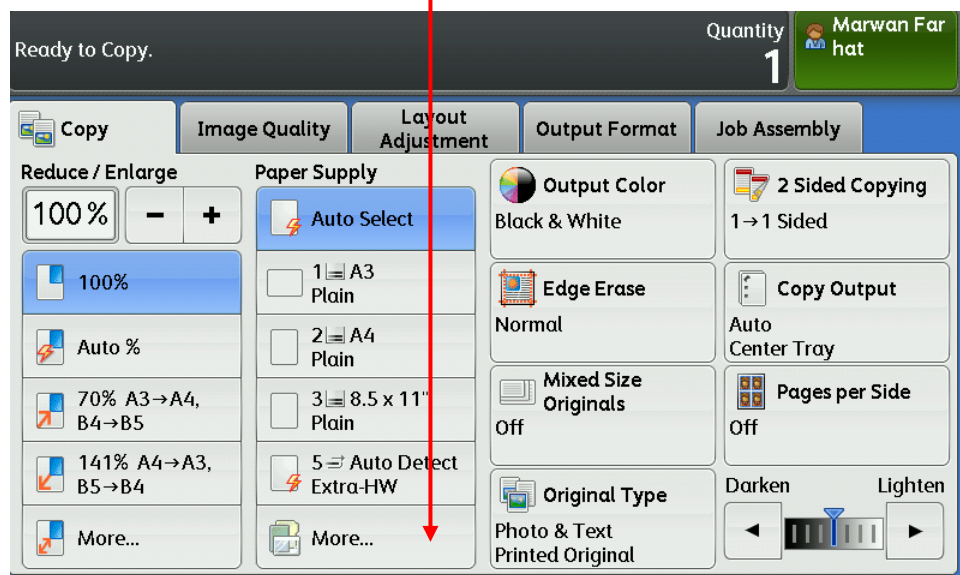 Ready to Copy.
Quantity
1
Marwan Far
hat
Copy
Image Quality
Layout
Adjustment
Output Format
Job Assembly
Reduce / Enlarge
100%
−
+
100%
Auto %
70% A3→A4,
B4→B5
141% A4→A3,
B5→B4
More...
Paper Supply
Auto Select
1 A3
Plain
2 A4
Plain
3 8.5 x 11"
Plain
5 Auto Detect
Extra-HW
More...
Output Color
Black & White
2 Sided Copying
1→1 Sided
Edge Erase
Normal
Copy Output
Auto
Center Tray
Mixed Size
Originals
Off
Pages per Side
Off
Original Type
Photo & Text
Printed Original
Darken Lighten